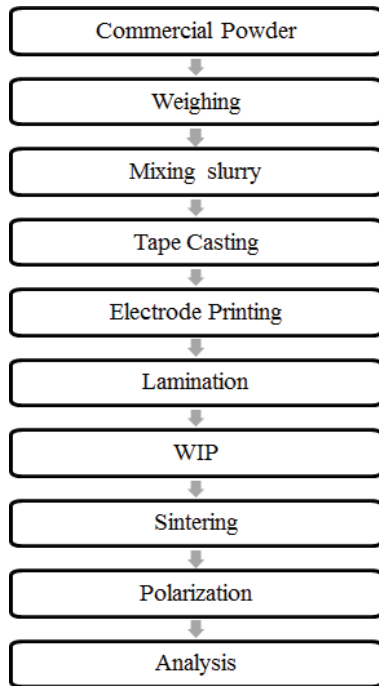 Commercial Powder
Weighing
Mixing slurry
Tape Casting
Electrode Printing
Lamination
WIP
Sintering
Polarization
Analysis